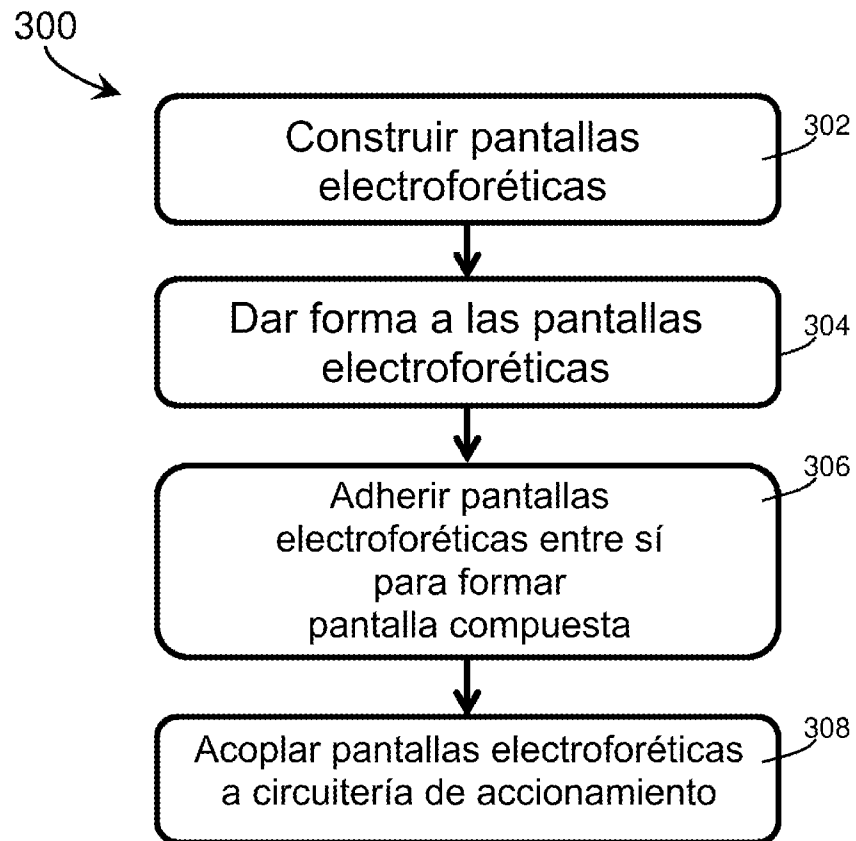 300
Construir pantallas
electroforéticas
302
Dar forma a las pantallas
electroforéticas
304
Adherir pantallas
electroforéticas entre sí
para formar
pantalla compuesta
306
Acoplar pantallas electroforéticas
a circuitería de accionamiento
308